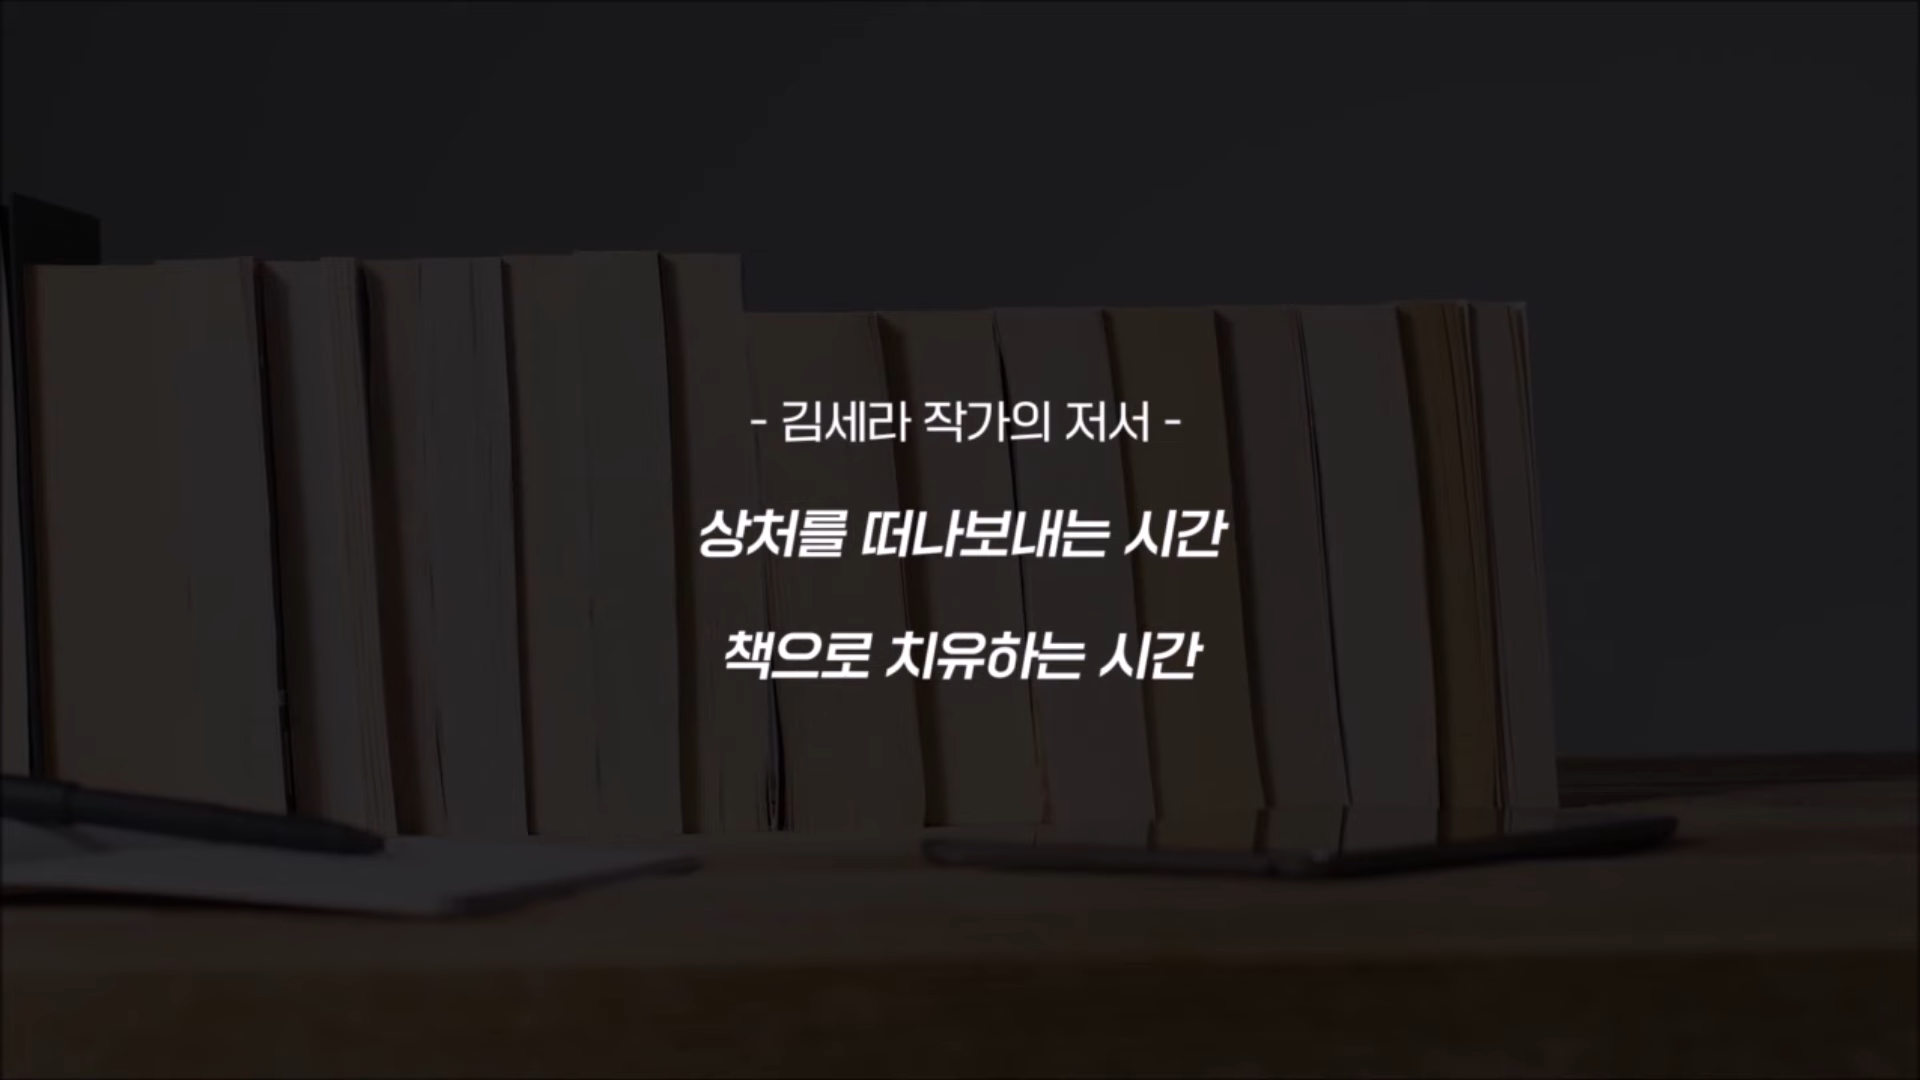 - 김세라 작가의 저서 -
상처를 떠나보내는 시간
책으로 치유하는 시간